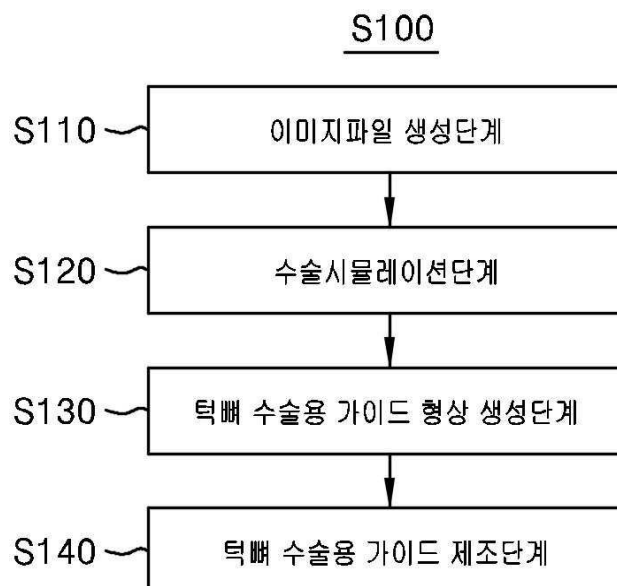 S100
S110 이미지파일 생성단계
S120 수술시뮬레이션단계
S130 턱뼈 수술용 가이드 형상 생성단계
S140 턱뼈 수술용 가이드 제조단계